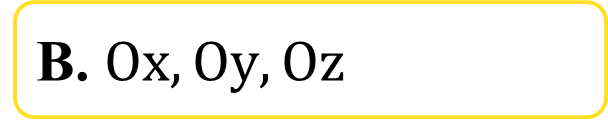 B. Ox, Oy, Oz